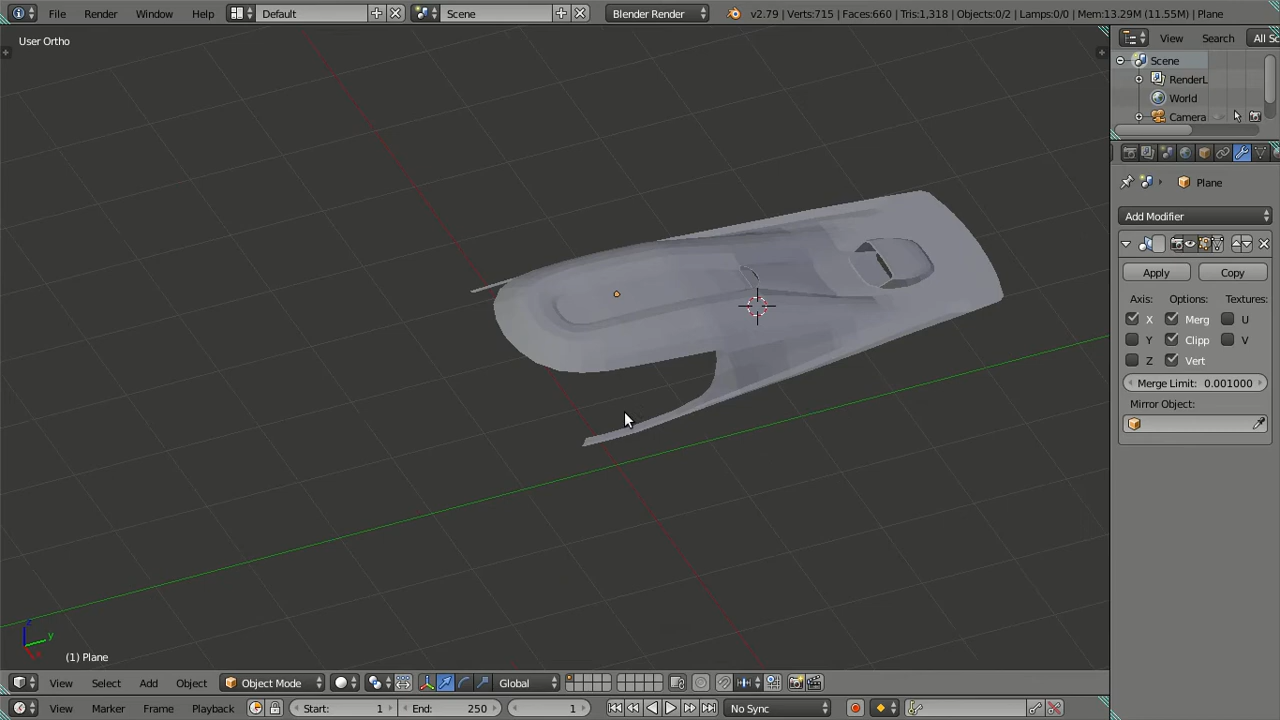 File Render Window Help Default Scene Blender Render v2.79 | Verts:715 | Faces:660 | Tris:1,318 | Objects:0/2 | Lamps:0/0 | Mem:13.29M (11.55M) | Plane
User Ortho
View Search All Sc
Scene
RenderL
World
Camera
Plane
Add Modifier
Apply Copy
Axis: Options: Textures:
X Merg U
Y Clipp V
Z Vert
Merge Limit: 0.001000
Mirror Object:
z
y
(1) Plane
View Select Add Object Object Mode Global
View Marker Frame Playback Start: 1 End: 250 1 No Sync